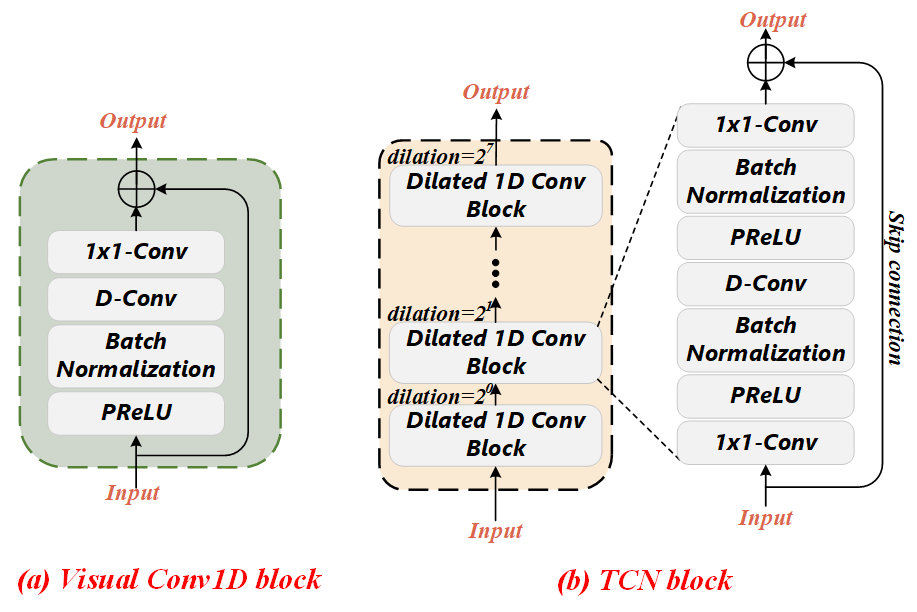 Output
1x1-Conv
D-Conv
Batch
Normalization
PReLU
Input
(a) Visual Conv1D block
Output
dilation=2^7
Dilated 1D Conv
Block
dilation=2^1
Dilated 1D Conv
Block
dilation=2^0
Dilated 1D Conv
Block
Input
Output
1x1-Conv
Batch
Normalization
PReLU
D-Conv
Batch
Normalization
PReLU
1x1-Conv
Input
Skip connection
(b) TCN block